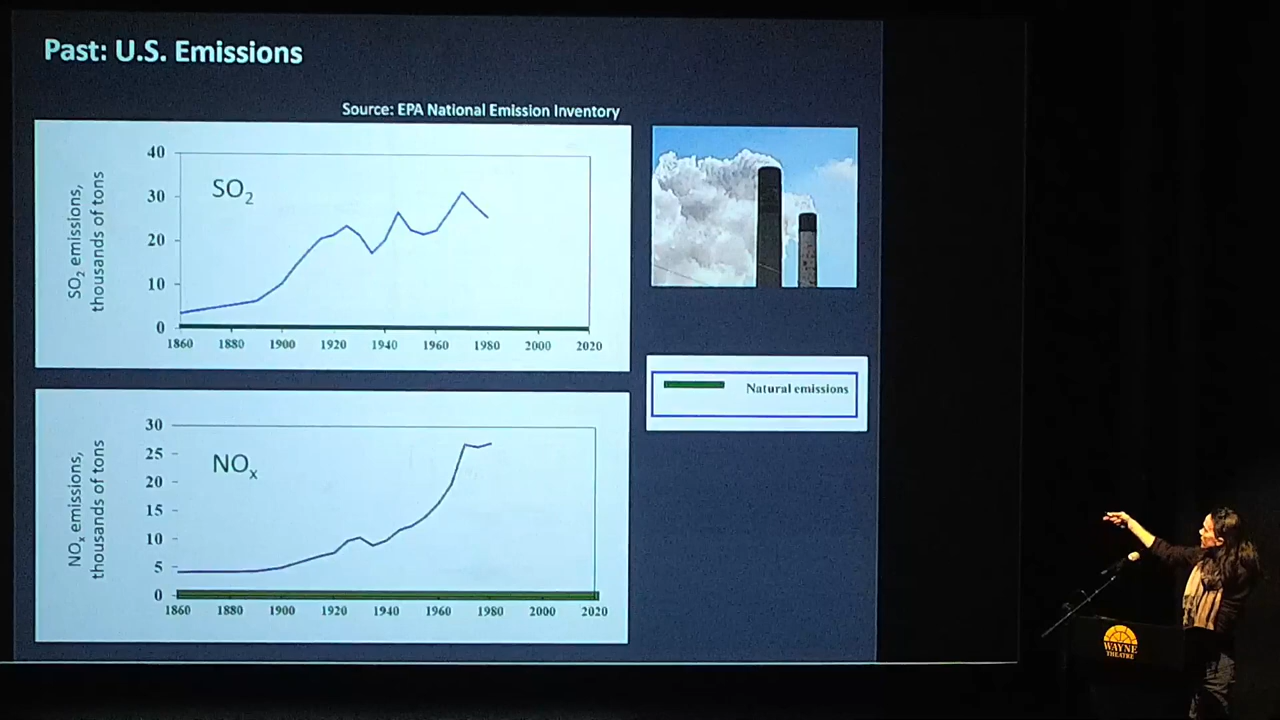 Past: U.S. Emissions
Source: EPA National Emission Inventory
SO2 emissions,
thousands of tons
40
30
20
10
0
SO2
1860 1880 1900 1920 1940 1960 1980 2000 2020
Natural emissions
NOx emissions,
thousands of tons
30
25
20
15
10
5
0
NOx
1860 1880 1900 1920 1940 1960 1980 2000 2020
WAYNE
THEATRE